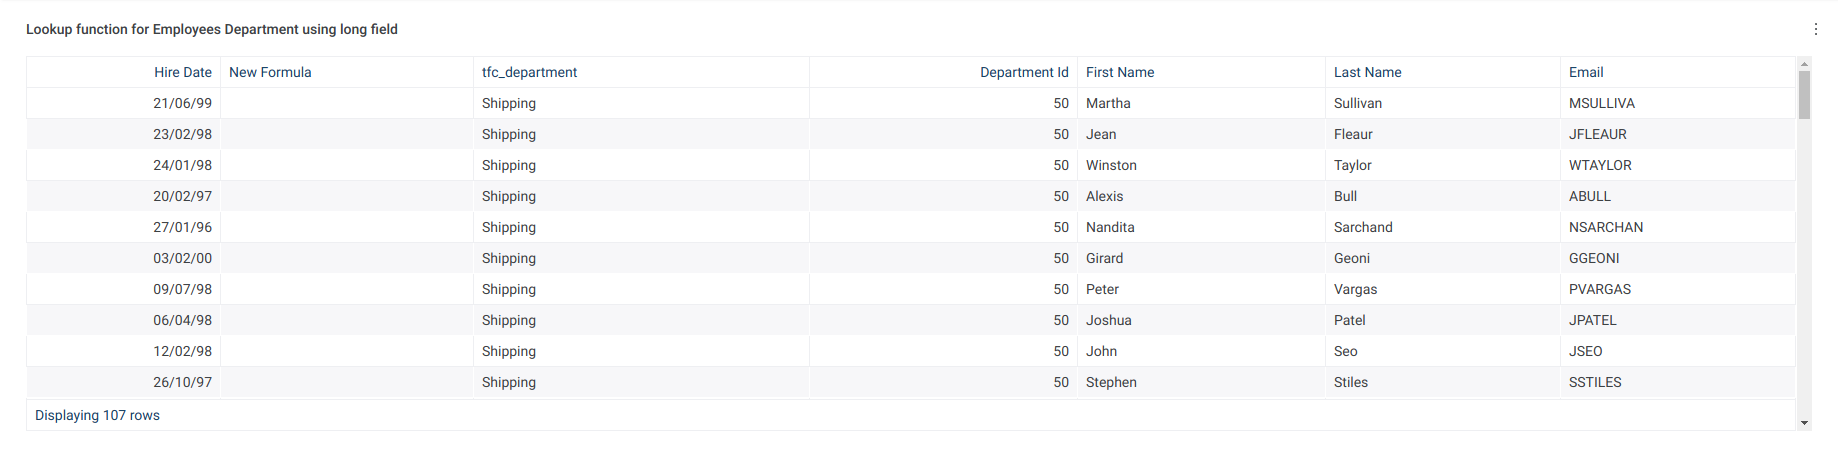 Lookup function for Employees Department using long field
Hire Date New Formula tfc_department Department Id First Name Last Name Email
21/06/99 Shipping 50 Martha Sullivan MSULLIVA
23/02/98 Shipping 50 Jean Fleaur JFLEAUR
24/01/98 Shipping 50 Winston Taylor WTAYLOR
20/02/97 Shipping 50 Alexis Bull ABULL
27/01/96 Shipping 50 Nandita Sarchand NSARCHAN
03/02/00 Shipping 50 Girard Geoni GGEONI
09/07/98 Shipping 50 Peter Vargas PVARGAS
06/04/98 Shipping 50 Joshua Patel JPATEL
12/02/98 Shipping 50 John Seo JSEO
26/10/97 Shipping 50 Stephen Stiles SSTILES
Displaying 107 rows